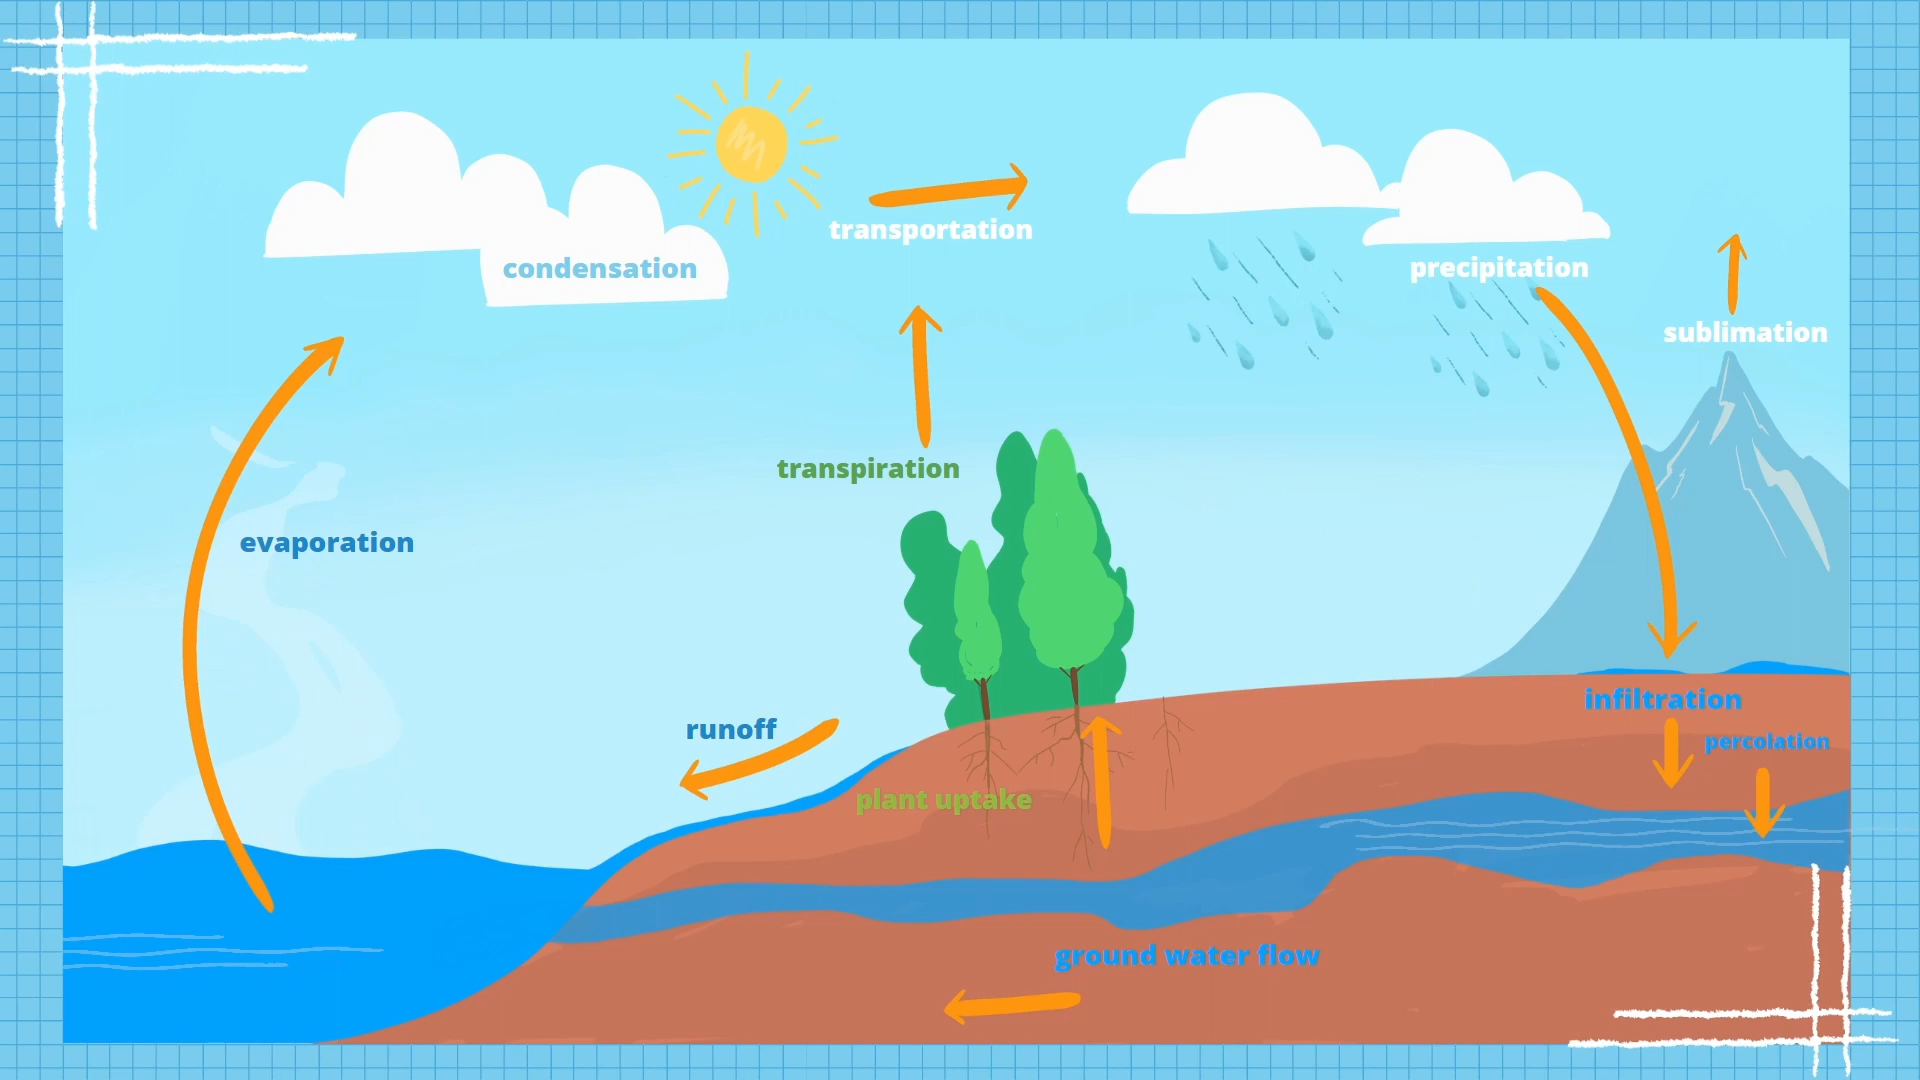 transportation
condensation
precipitation
sublimation
transpiration
evaporation
infiltration
runoff
percolation
plant uptake
ground water flow